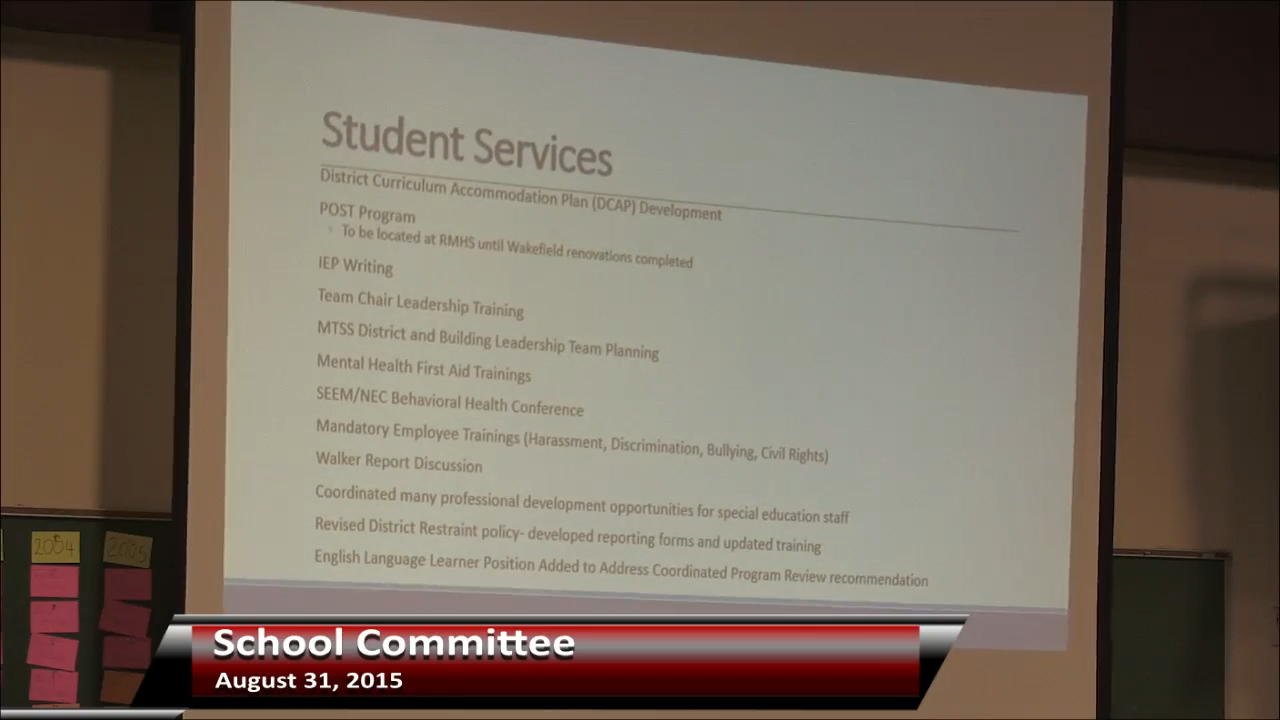 Student Services
District Curriculum Accommodation Plan (DCAP) Development
POST Program
To be located at RMHS until Wakefield renovations completed
IEP Writing
Team Chair Leadership Training
MTSS District and Building Leadership Team Planning
Mental Health First Aid Trainings
SEEM/NEC Behavioral Health Conference
Mandatory Employee Trainings (Harassment, Discrimination, Bullying, Civil Rights)
Walker Report Discussion
Coordinated many professional development opportunities for special education staff
Revised District Restraint policy- developed reporting forms and updated training
English Language Learner Position Added to Address Coordinated Program Review recommendation
2004 2005
School Committee
August 31, 2015